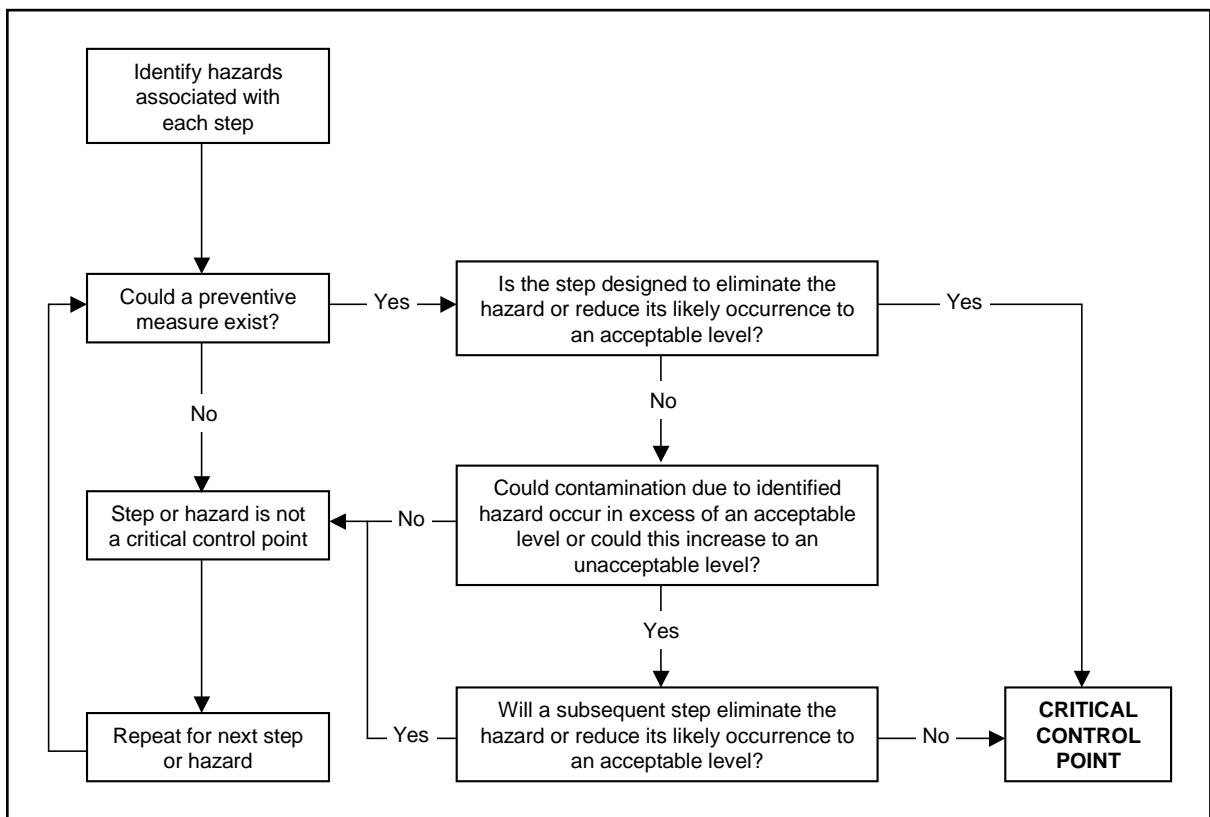 Identify hazards
associated with
each step
Could a preventive
measure exist?
Yes
Is the step designed to eliminate the
hazard or reduce its likely occurrence to
an acceptable level?
Yes
No
No
Step or hazard is not
a critical control point
No
Could contamination due to identified
hazard occur in excess of an acceptable
level or could this increase to an
unacceptable level?
Yes
Repeat for next step
or hazard
Yes
Will a subsequent step eliminate the
hazard or reduce its likely occurrence to
an acceptable level?
No
CRITICAL
CONTROL
POINT